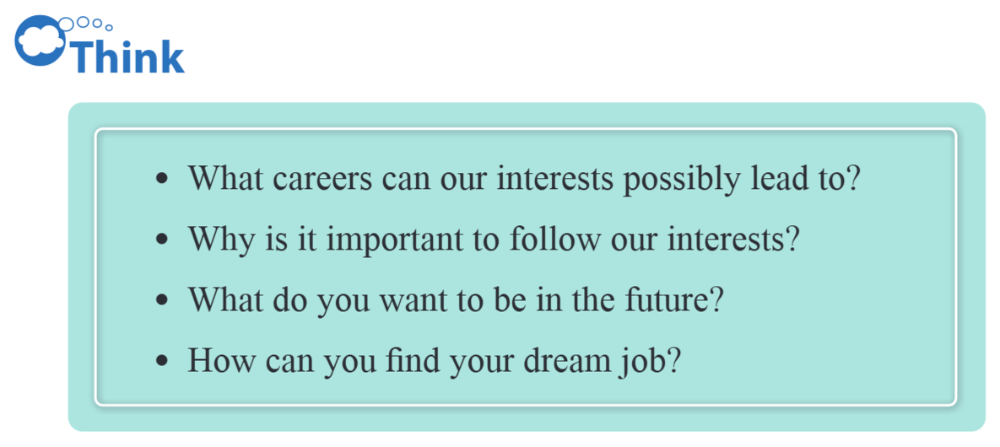 Think
• What careers can our interests possibly lead to?
• Why is it important to follow our interests?
• What do you want to be in the future?
• How can you find your dream job?